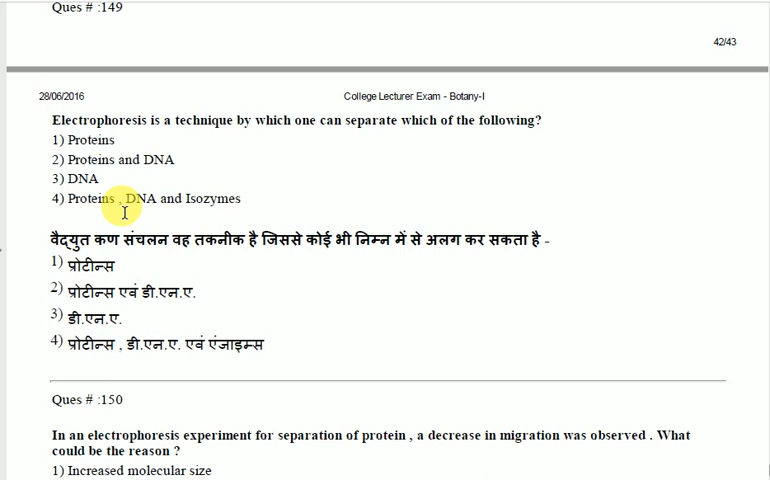 Ques # :149
42/43
28/06/2016 College Lecturer Exam - Botany-I
Electrophoresis is a technique by which one can separate which of the following?
1) Proteins
2) Proteins and DNA
3) DNA
4) Proteins , DNA and Isozymes
वैद्युत कण संचलन वह तकनीक है जिससे कोई भी निम्न में से अलग कर सकता है -
1) प्रोटीन्स
2) प्रोटीन्स एवं डी.एन.ए.
3) डी.एन.ए.
4) प्रोटीन्स , डी.एन.ए. एवं एंजाइम्स
Ques # :150
In an electrophoresis experiment for separation of protein , a decrease in migration was observed . What
could be the reason ?
1) Increased molecular size